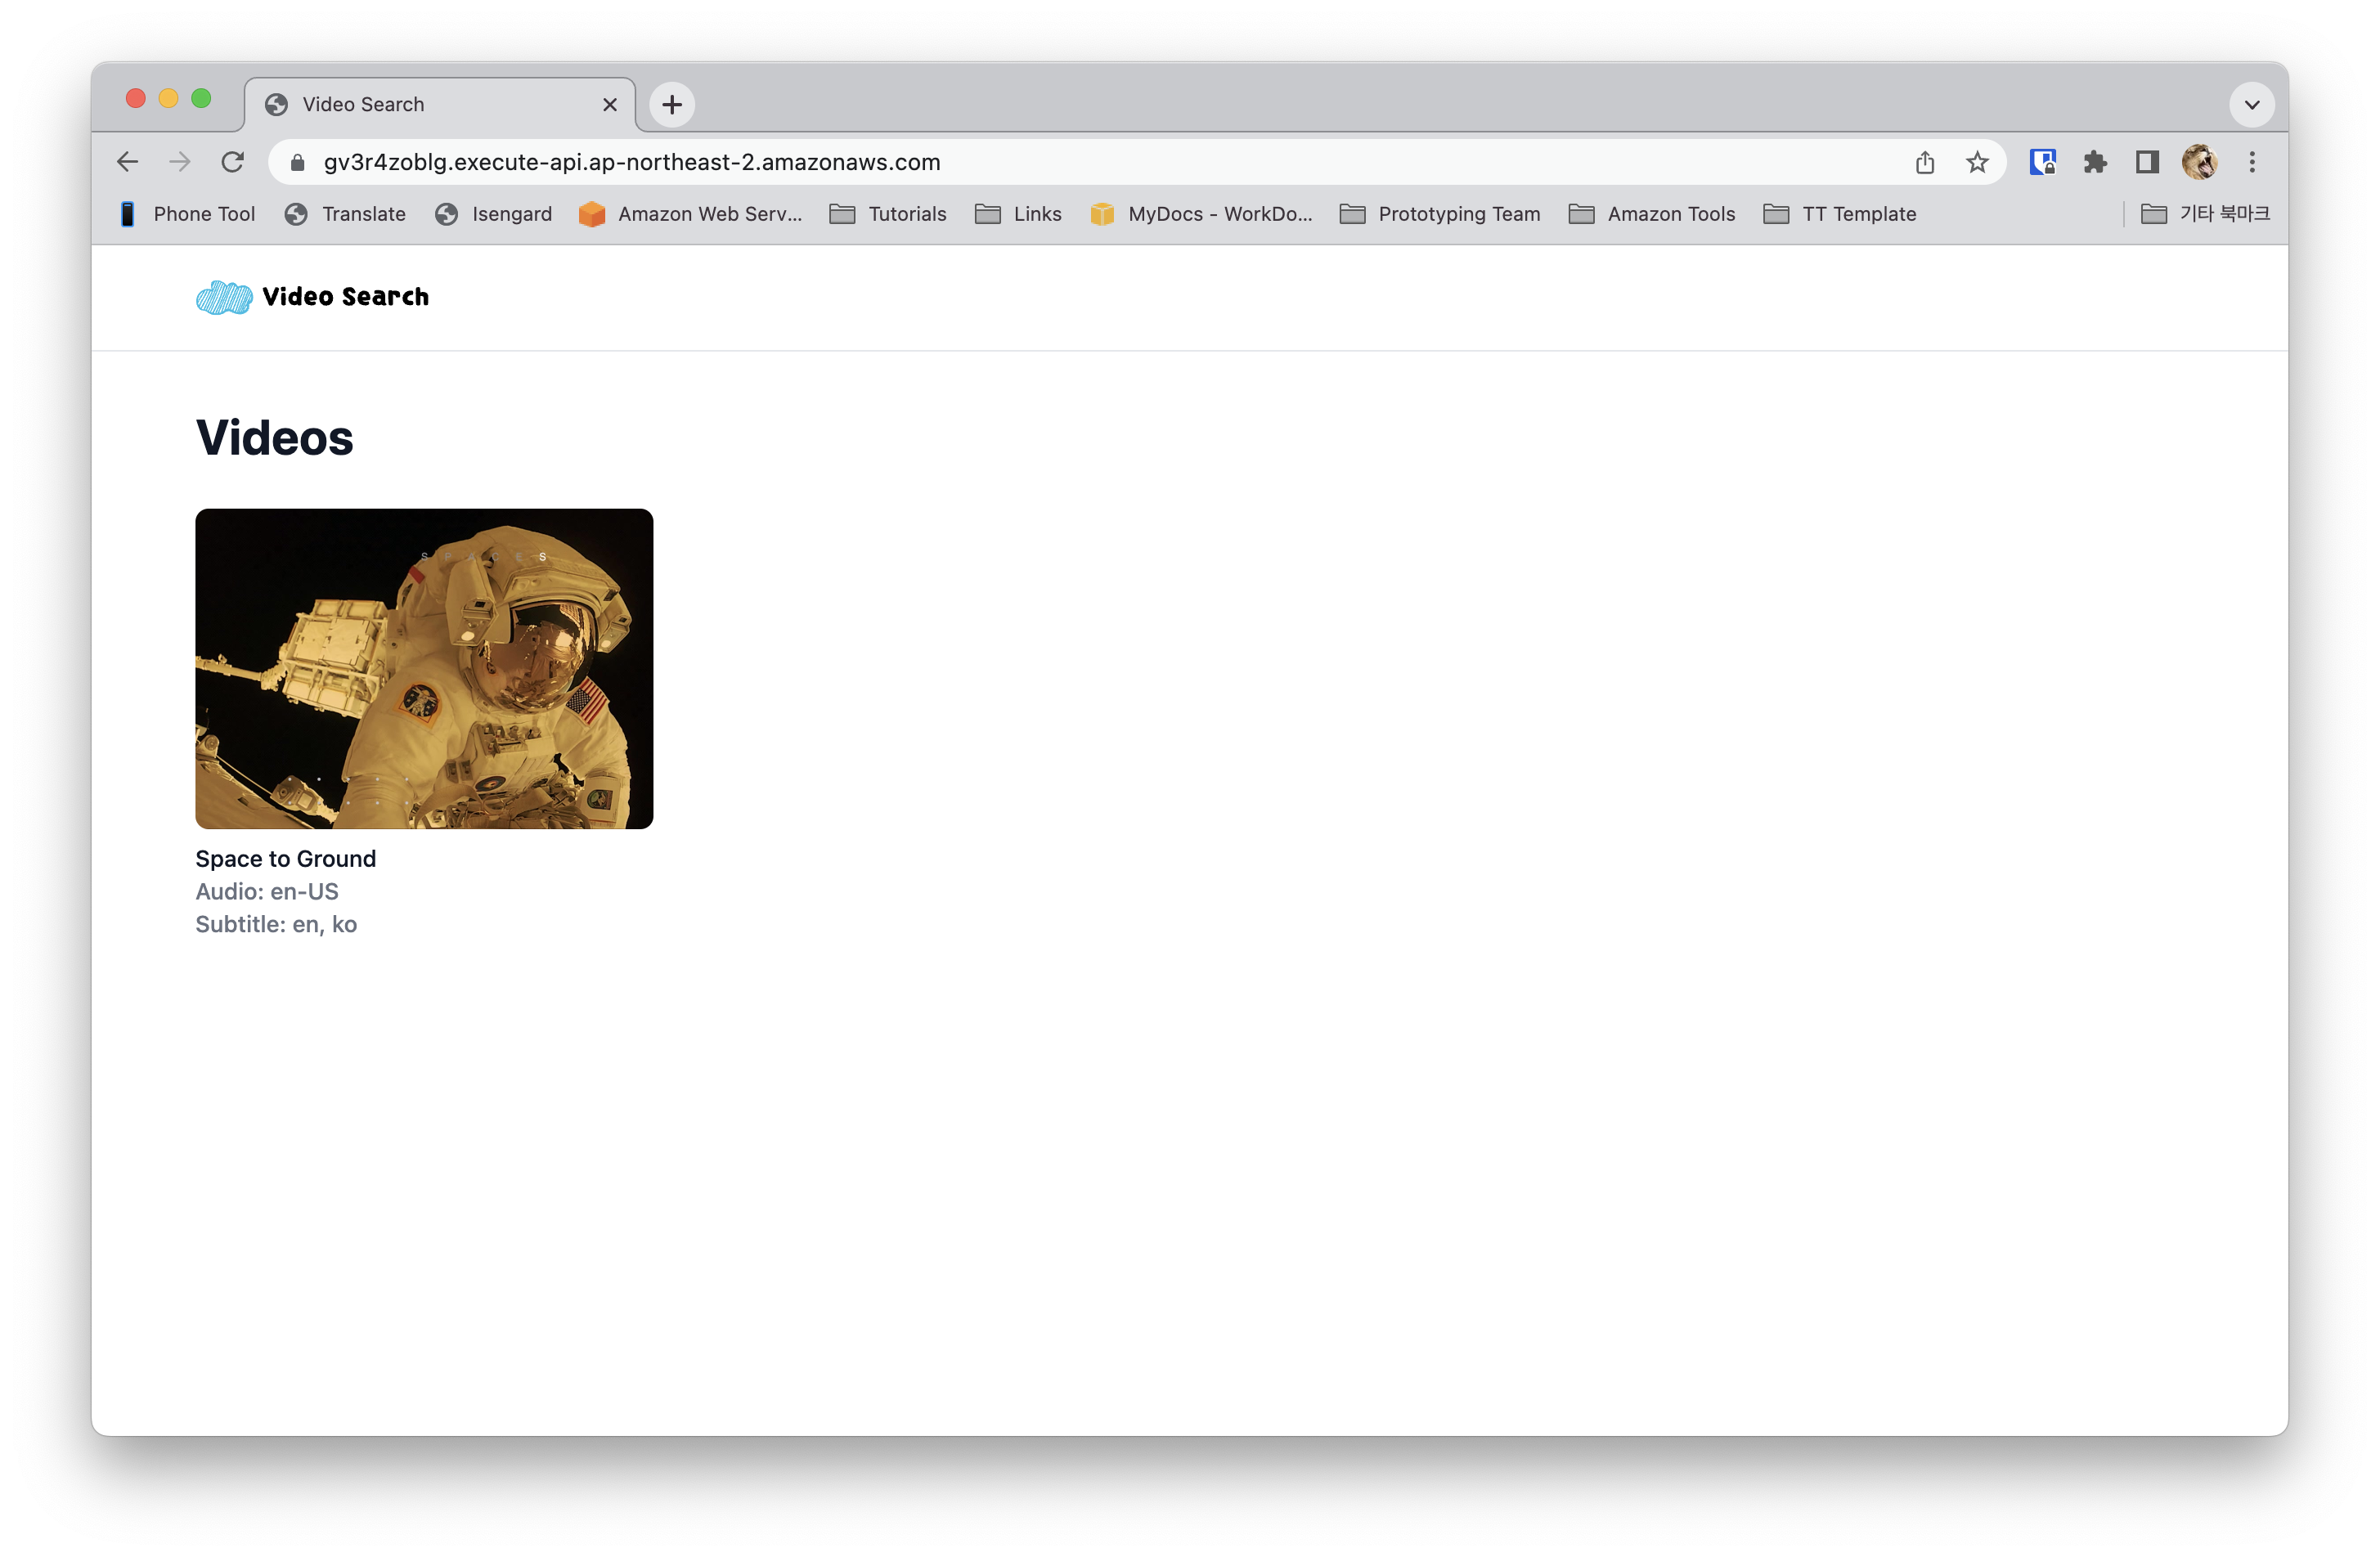 Video Search
gv3r4zoblg.execute-api.ap-northeast-2.amazonaws.com
Phone Tool Translate Isengard Amazon Web Serv... Tutorials Links MyDocs - WorkDo... Prototyping Team Amazon Tools TT Template 기타 북마크
Video Search
Videos
S P A C E S
Space to Ground
Audio: en-US
Subtitle: en, ko